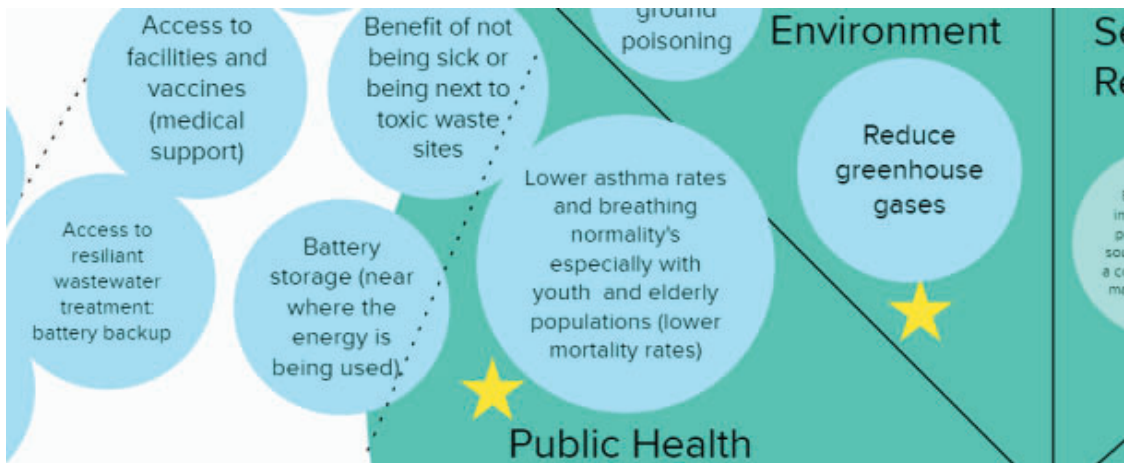 Access to
facilities and
vaccines
(medical
support)
Benefit of not
being sick or
being next to
toxic waste
sites
ground
poisoning
Environment
Reduce
greenhouse
gases
Lower asthma rates
and breathing
normality's
especially with
youth and elderly
populations (lower
mortality rates)
Access to
resiliant
wastewater
treatment:
battery backup
Battery
storage (near
where the
energy is
being used)
Public Health